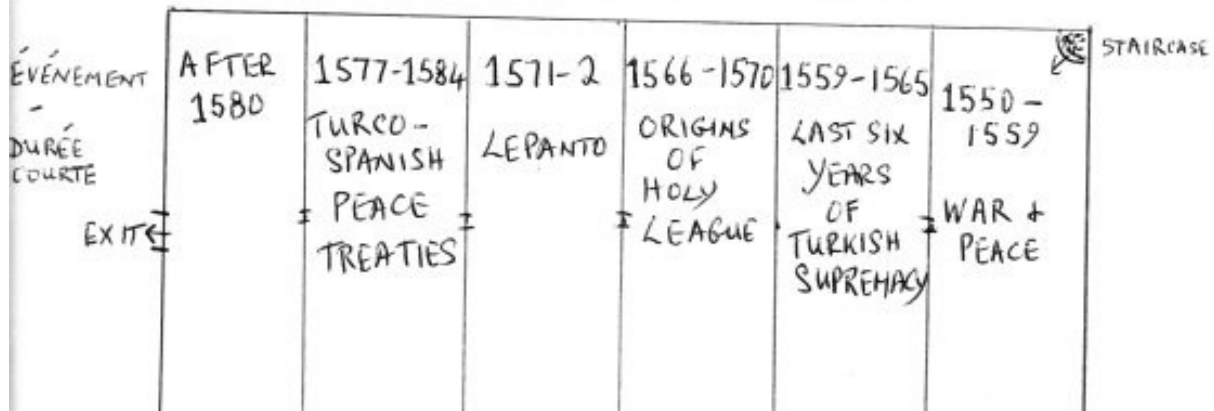 ÉVÉNEMENT
-
DURÉE
COURTE
EXIT
AFTER
1580
1577-1584
TURCO-
SPANISH
PEACE
TREATIES
1571-2
LEPANTO
1566-1570
ORIGINS
OF
HOLY
LEAGUE
1559-1565
LAST SIX
YEARS
OF
TURKISH
SUPREMACY
1550-
1559
WAR &
PEACE
STAIRCASE